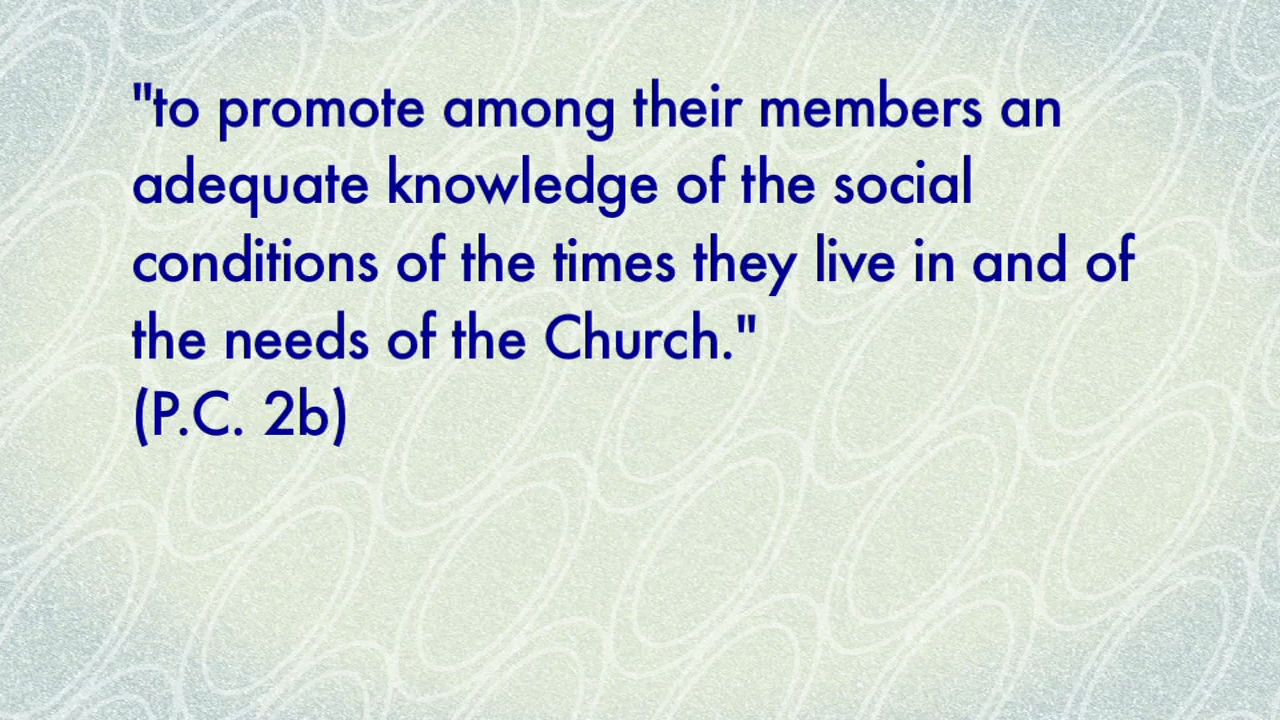 "to promote among their members an
adequate knowledge of the social
conditions of the times they live in and of
the needs of the Church."
(P.C. 2b)